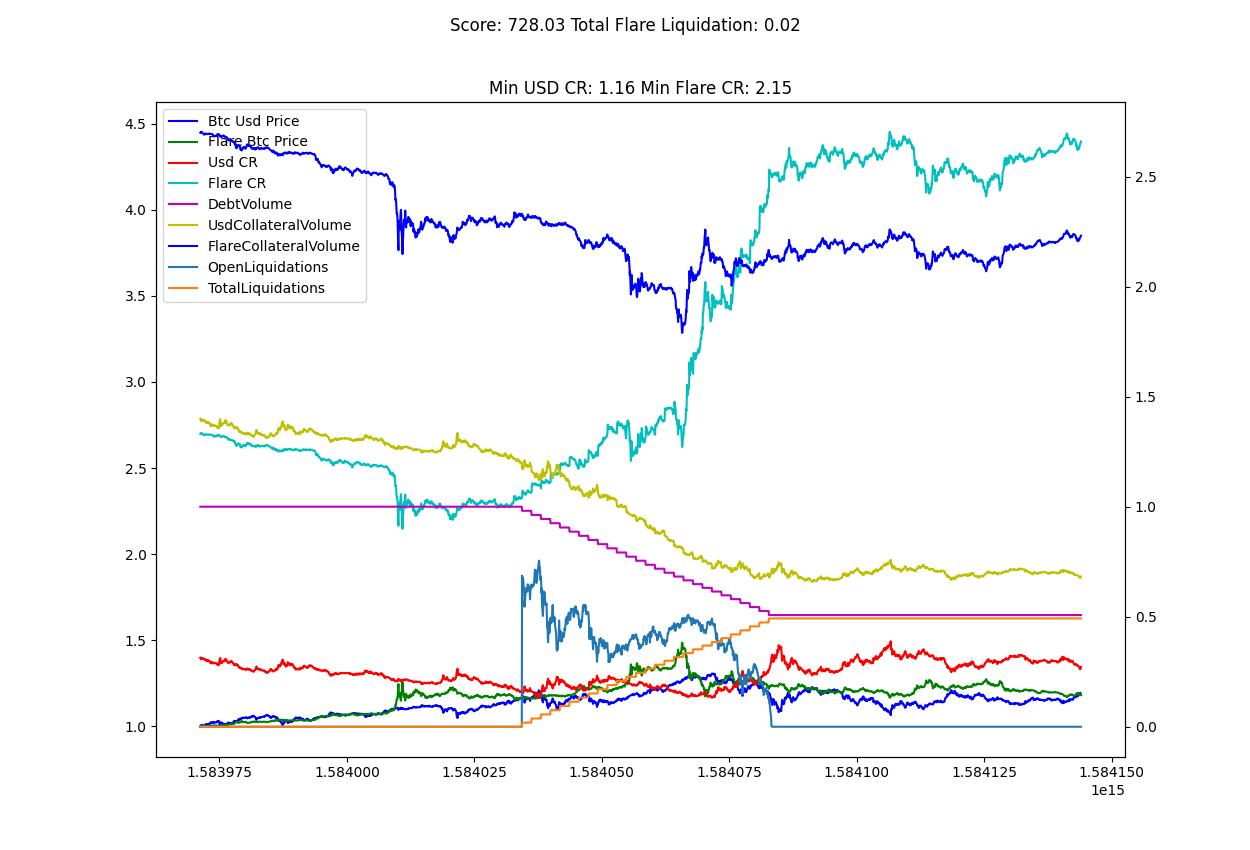 Score: 728.03 Total Flare Liquidation: 0.02
Min USD CR: 1.16 Min Flare CR: 2.15
Btc Usd Price
Flare Btc Price
Usd CR
Flare CR
DebtVolume
UsdCollateralVolume
FlareCollateralVolume
OpenLiquidations
TotalLiquidations
4.5
4.0
3.5
3.0
2.5
2.0
1.5
1.0
2.5
2.0
1.5
1.0
0.5
0.0
1.583975 1.584000 1.584025 1.584050 1.584075 1.584100 1.584125 1.584150
1e15